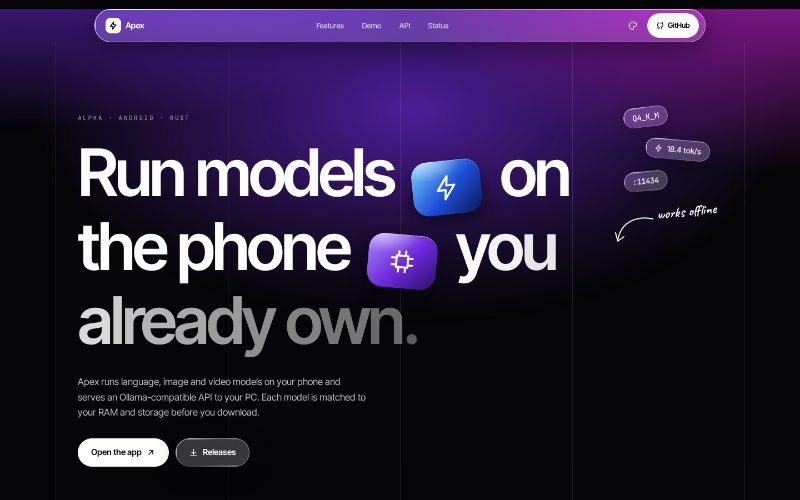 Apex
Features
Demo
API
Status
GitHub
ALPHA · ANDROID · RUST
Run models on
the phone you
already own.
Q4_K_M
18.4 tok/s
:11434
works offline
Apex runs language, image and video models on your phone and
serves an Ollama-compatible API to your PC. Each model is matched to
your RAM and storage before you download.
Open the app
Releases